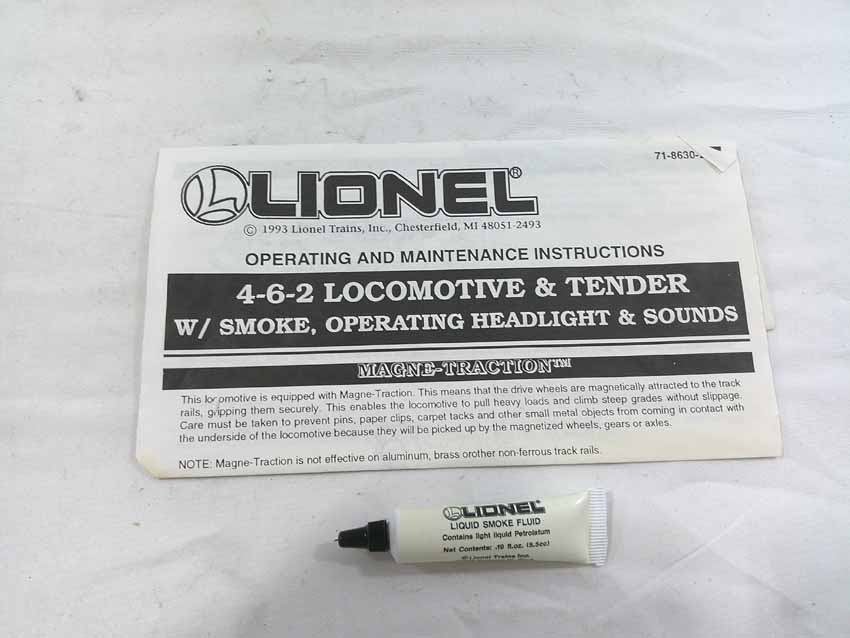 71-8630-
LIONEL®
© 1993 Lionel Trains, Inc., Chesterfield, MI 48051-2493
OPERATING AND MAINTENANCE INSTRUCTIONS
4-6-2 LOCOMOTIVE & TENDER
W/ SMOKE, OPERATING HEADLIGHT & SOUNDS
MAGNE-TRACTION™
This locomotive is equipped with Magne-Traction. This means that the drive wheels are magnetically attracted to the track
rails, gripping them securely. This enables the locomotive to pull heavy loads and climb steep grades without slippage.
Care must be taken to prevent pins, paper clips, carpet tacks and other small metal objects from coming in contact with
the underside of the locomotive because they will be picked up by the magnetized wheels, gears or axles.
NOTE: Magne-Traction is not effective on aluminum, brass orother non-ferrous track rails.
LIONEL
LIQUID SMOKE FLUID
Contains light liquid Petrolatum
Net Contents: .19 fl.oz. (5.5cc)
© Lionel Trains Inc.